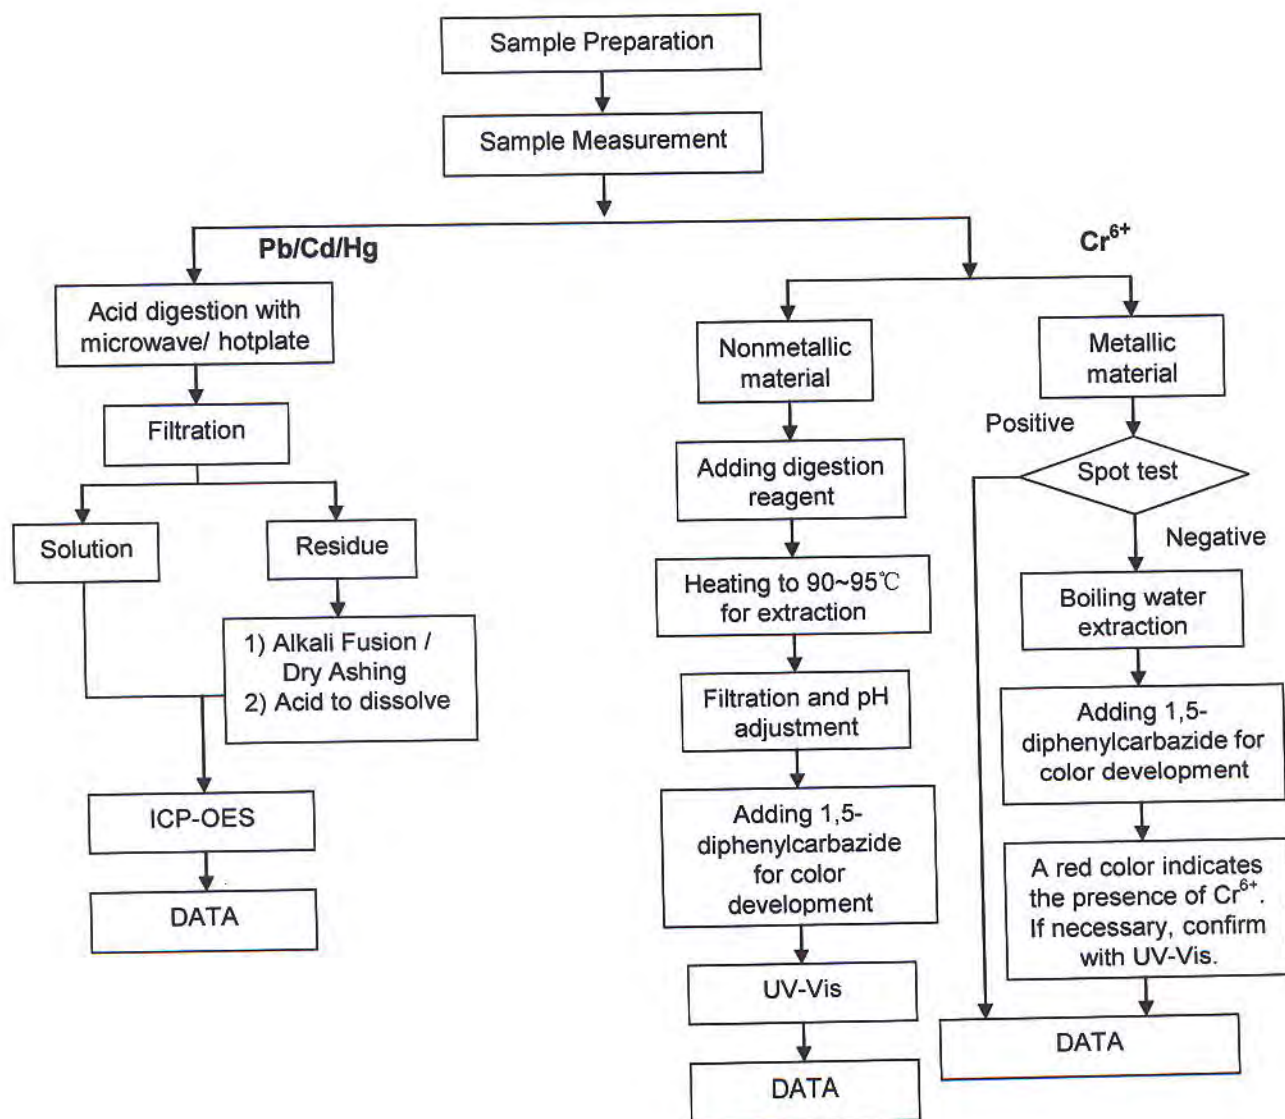 Sample Preparation
Sample Measurement
Pb/Cd/Hg
Acid digestion with
microwave/ hotplate
Filtration
Solution
Residue
1) Alkali Fusion /
Dry Ashing
2) Acid to dissolve
ICP-OES
DATA
Cr⁶⁺
Nonmetallic
material
Adding digestion
reagent
Heating to 90~95℃
for extraction
Filtration and pH
adjustment
Adding 1,5-
diphenylcarbazide
for color
development
UV-Vis
DATA
Metallic
material
Positive
Spot test
Negative
Boiling water
extraction
Adding 1,5-
diphenylcarbazide for
color development
A red color indicates
the presence of Cr⁶⁺.
If necessary, confirm
with UV-Vis.
DATA